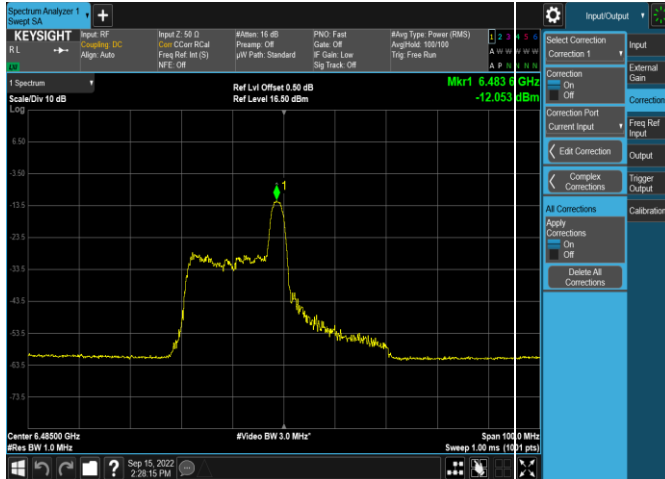 Spectrum Analyzer 1
Swept SA
+
Input/Output
KEYSIGHT
RL
Input: RF
Coupling: DC
Align: Auto
Input Z: 50 Ω
Corr CCorr RCal
Freq Ref: Int (S)
NFE: Off
#Atten: 16 dB
Preamp: Off
µW Path: Standard
PNO: Fast
Gate: Off
IF Gain: Low
Sig Track: Off
#Avg Type: Power (RMS)
Avg|Hold: 100/100
Trig: Free Run
1 2 3 4 5 6
A W W W W W
A P N N N N
1 Spectrum
Scale/Div 10 dB
Log
Ref Lvl Offset 0.50 dB
Ref Level 16.50 dBm
Mkr1 6.483 6 GHz
-12.053 dBm
6.50
-3.50
-13.5
-23.5
-33.5
-43.5
-53.5
-63.5
-73.5
1
Center 6.48500 GHz
#Res BW 1.0 MHz
#Video BW 3.0 MHz*
Span 100.0 MHz
Sweep 1.00 ms (1001 pts)
?
Sep 15, 2022
2:28:15 PM
Select Correction
Correction 1
Correction
On
Off
Correction Port
Current Input
Edit Correction
Complex
Corrections
All Corrections
Apply
Corrections
On
Off
Delete All
Corrections
Input
External
Gain
Correction
Freq Ref
Input
Output
Trigger
Output
Calibration